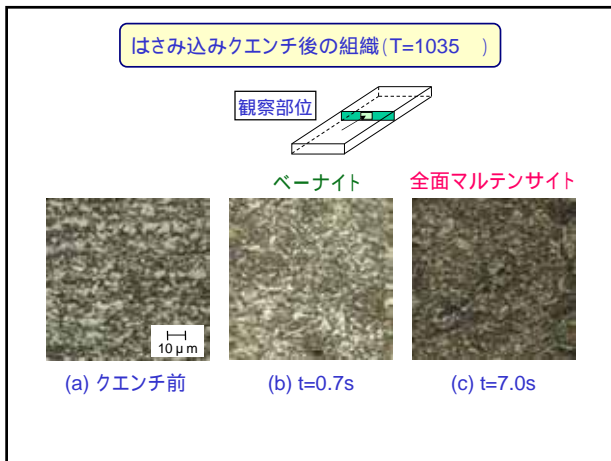 はさみ込みクエンチ後の組織(T=1035 )
観察部位
ベーナイト
全面マルテンサイト
10μm
(a) クエンチ前
(b) t=0.7s
(c) t=7.0s